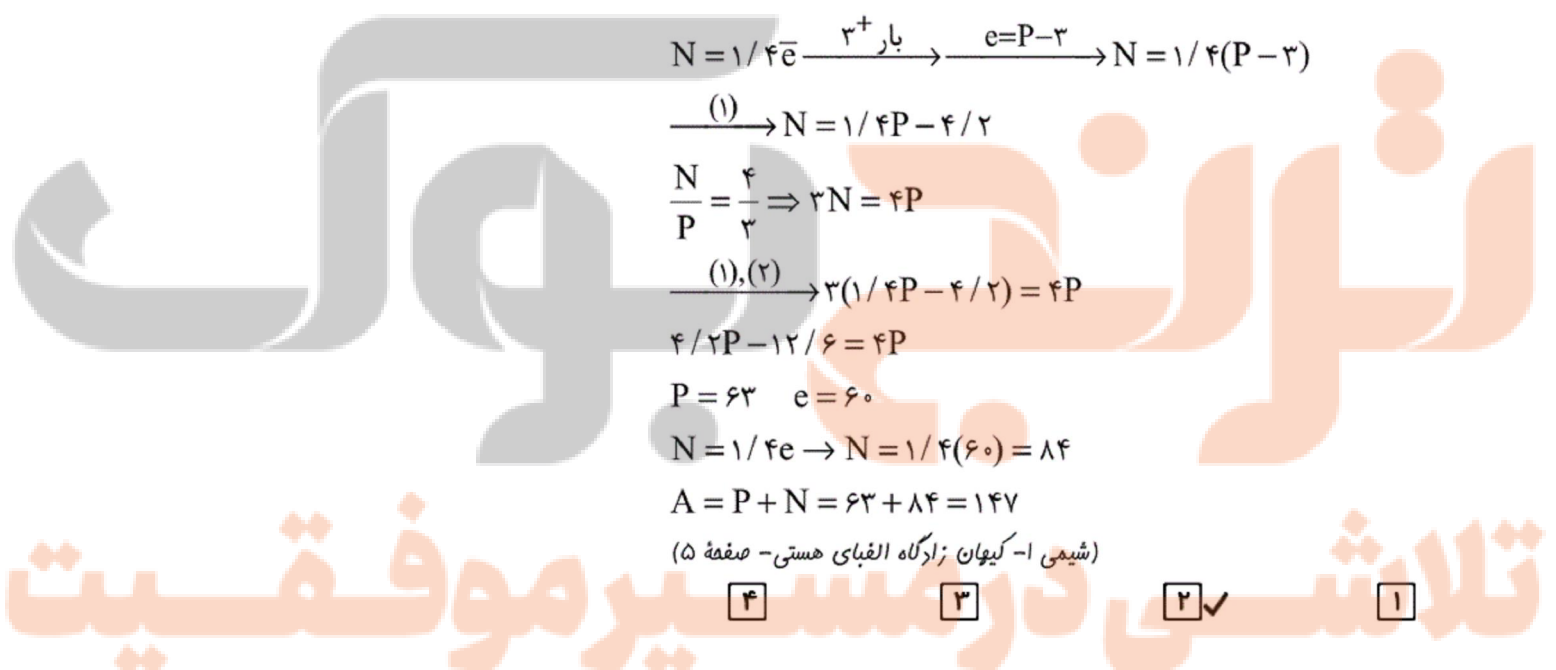 N = ۱/۴e̅ —بار ۳⁺→ —e=P−۳→ N = ۱/۴(P − ۳)
—(۱)→ N = ۱/۴P − ۴/۲
N/P = ۴/۳ ⇒ ۳N = ۴P
—(۱),(۲)→ ۳(۱/۴P − ۴/۲) = ۴P
۴/۲P − ۱۲/۶ = ۴P
P = ۶۳ e = ۶۰
N = ۱/۴e → N = ۱/۴(۶۰) = ۸۴
A = P + N = ۶۳ + ۸۴ = ۱۴۷
(شیمی ۱- کیهان زادگاه الفبای هستی- صفحهٔ ۵)
۱ ۲✓ ۳ ۴
ترنج بوک
تلاشی در مسیر موفقیت